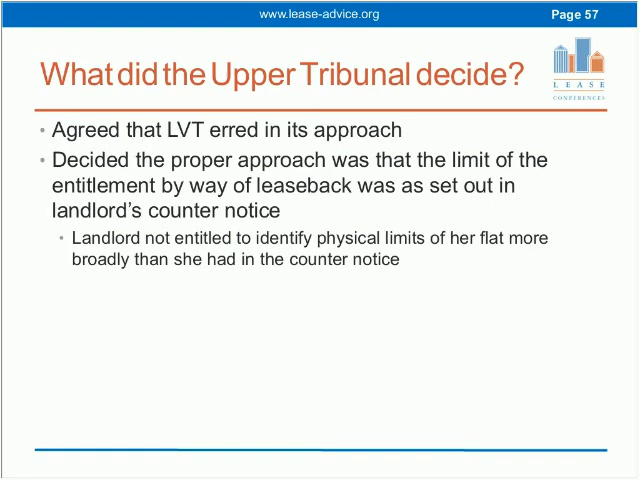 www.lease-advice.org
Page 57
What did the Upper Tribunal decide?
L E A S E
CONFERENCES
• Agreed that LVT erred in its approach
• Decided the proper approach was that the limit of the
entitlement by way of leaseback was as set out in
landlord's counter notice
• Landlord not entitled to identify physical limits of her flat more
broadly than she had in the counter notice